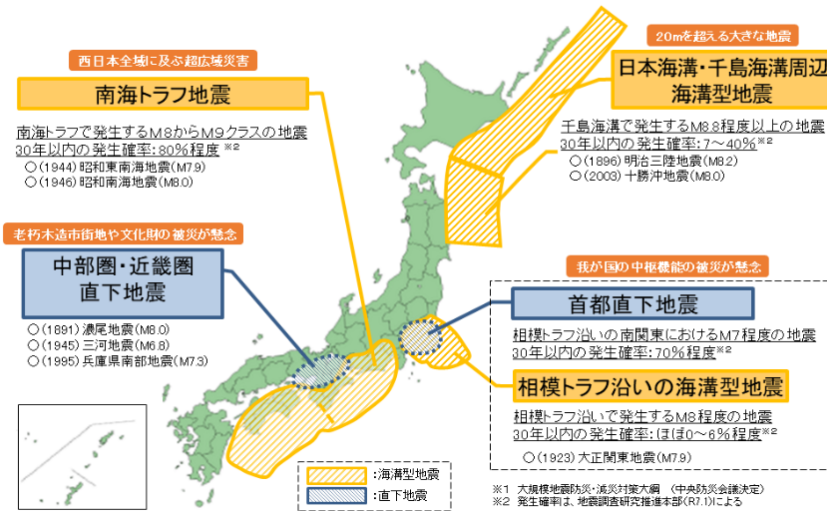 西日本全域に及ぶ超広域災害
南海トラフ地震
南海トラフで発生するM8からM9クラスの地震
30年以内の発生確率:80%程度 ※2
○(1944) 昭和東南海地震(M7.9)
○(1946) 昭和南海地震(M8.0)
20mを超える大きな地震
日本海溝・千島海溝周辺
海溝型地震
千島海溝で発生するM8.8程度以上の地震
30年以内の発生確率:7～40%※2
○(1896) 明治三陸地震(M8.2)
○(2003) 十勝沖地震(M8.0)
老朽木造市街地や文化財の被災が懸念
中部圏・近畿圏
直下地震
○(1891) 濃尾地震(M8.0)
○(1945) 三河地震(M6.8)
○(1995) 兵庫県南部地震(M7.3)
我が国の中枢機能の被災が懸念
首都直下地震
相模トラフ沿いの南関東におけるM7程度の地震
30年以内の発生確率:70%程度※2
相模トラフ沿いの海溝型地震
相模トラフ沿いで発生するM8程度の地震
30年以内の発生確率:ほぼ0～6%程度※2
○(1923) 大正関東地震(M7.9)
:海溝型地震
:直下地震
※1 大規模地震防災・減災対策大綱 (中央防災会議決定)
※2 発生確率は、地震調査研究推進本部(R7.1)による